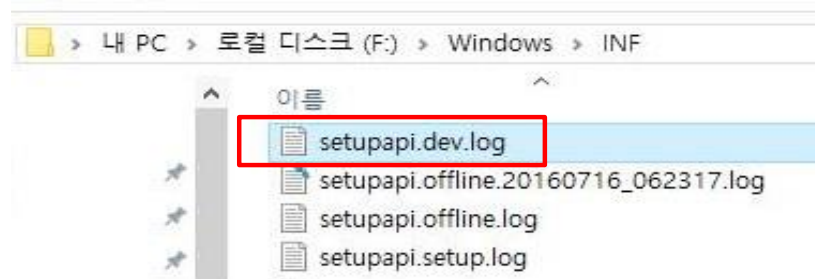 내 PC > 로컬 디스크 (F:) > Windows > INF
이름
setupapi.dev.log
setupapi.offline.20160716_062317.log
setupapi.offline.log
setupapi.setup.log